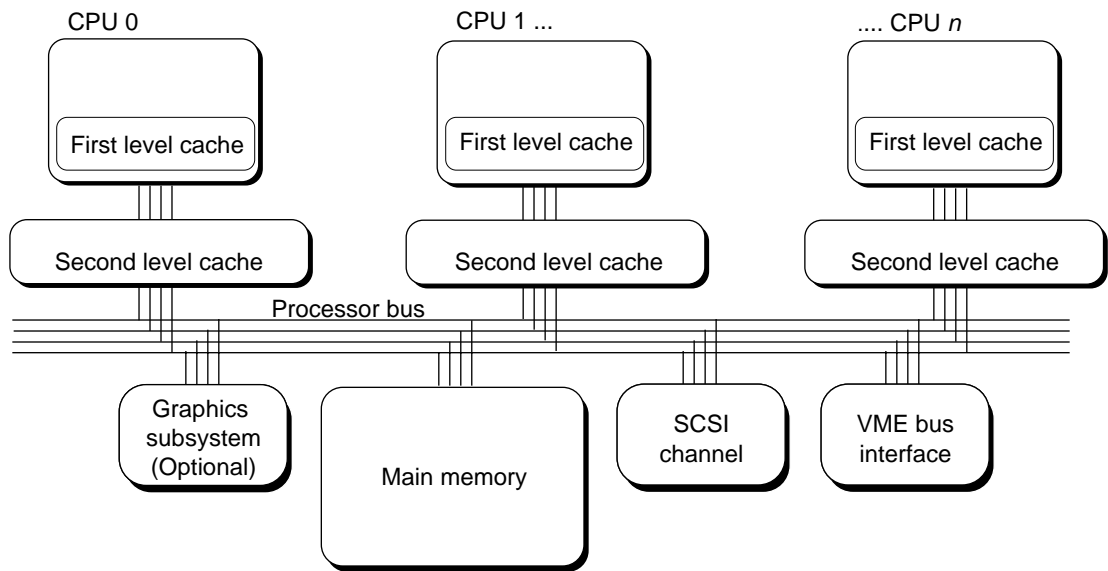 CPU 0
CPU 1 ...
.... CPU n
First level cache
First level cache
First level cache
Second level cache
Second level cache
Second level cache
Processor bus
Graphics
subsystem
(Optional)
Main memory
SCSI
channel
VME bus
interface